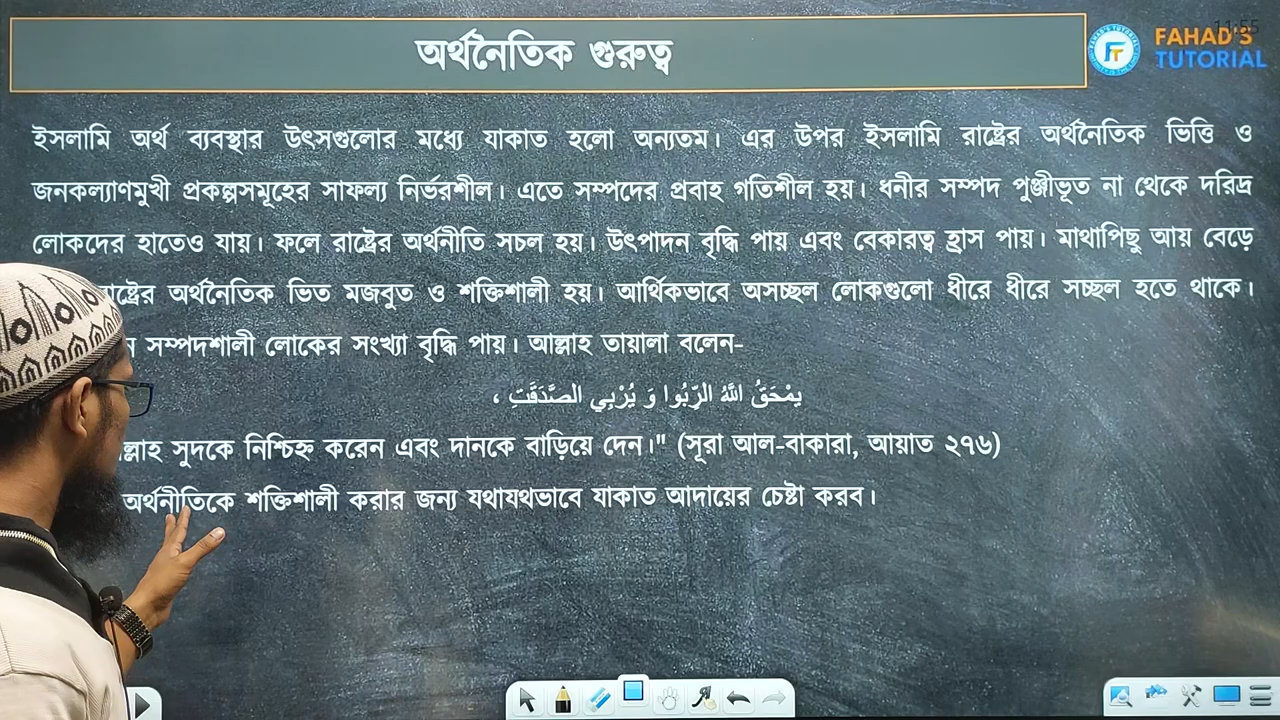 অর্থনৈতিক গুরুত্ব
11:55
FAHAD'S
TUTORIAL
ইসলামি অর্থ ব্যবস্থার উৎসগুলোর মধ্যে যাকাত হলো অন্যতম। এর উপর ইসলামি রাষ্ট্রের অর্থনৈতিক ভিত্তি ও
জনকল্যাণমুখী প্রকল্পসমূহের সাফল্য নির্ভরশীল। এতে সম্পদের প্রবাহ গতিশীল হয়। ধনীর সম্পদ পুঞ্জীভূত না থেকে দরিদ্র
লোকদের হাতেও যায়। ফলে রাষ্ট্রের অর্থনীতি সচল হয়। উৎপাদন বৃদ্ধি পায় এবং বেকারত্ব হ্রাস পায়। মাথাপিছু আয় বেড়ে
অর্থনৈতিক ভিত মজবুত ও শক্তিশালী হয়। আর্থিকভাবে অসচ্ছল লোকগুলো ধীরে ধীরে সচ্ছল হতে থাকে।
সম্পদশালী লোকের সংখ্যা বৃদ্ধি পায়। আল্লাহ তায়ালা বলেন-
يمْحَقُ اللَّهُ الرِّبُوا وَ يُرْبِي الصَّدَقَتِ ،
সুদকে নিশ্চিহ্ন করেন এবং দানকে বাড়িয়ে দেন।" (সূরা আল-বাকারা, আয়াত ২৭৬)
অর্থনীতিকে শক্তিশালী করার জন্য যথাযথভাবে যাকাত আদায়ের চেষ্টা করব।